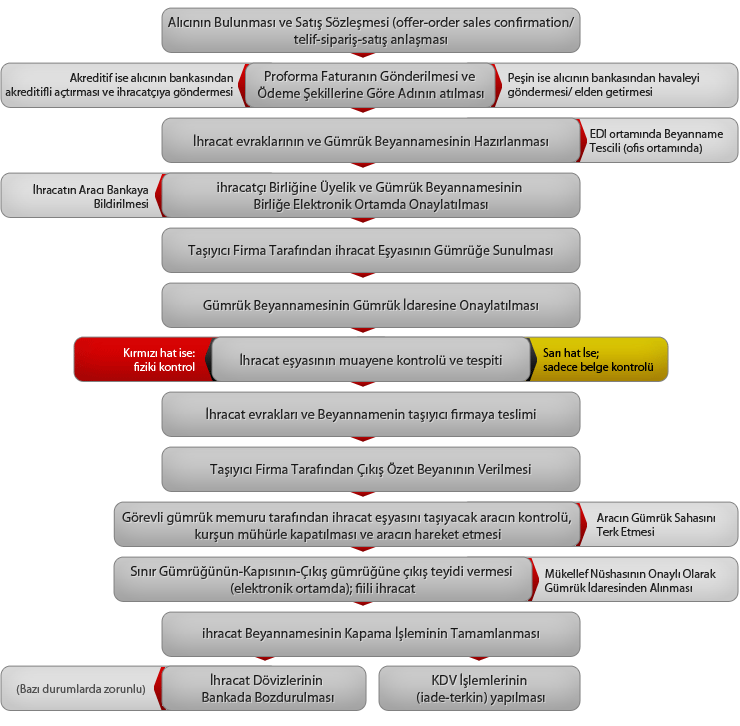 Alıcının Bulunması ve Satış Sözleşmesi (offer-order sales confirmation/
telif-sipariş-satış anlaşması
Akreditif ise alıcının bankasından
akreditifli açtırması ve ihracatçıya göndermesi
Proforma Faturanın Gönderilmesi ve
Ödeme Şekillerine Göre Adının atılması
Peşin ise alıcının bankasından havaleyi
göndermesi/ elden getirmesi
İhracat evraklarının ve Gümrük Beyannamesinin Hazırlanması
EDI ortamında Beyanname
Tescili (ofis ortamında)
İhracatın Aracı Bankaya
Bildirilmesi
ihracatçı Birliğine Üyelik ve Gümrük Beyannamesinin
Birliğe Elektronik Ortamda Onaylatılması
Taşıyıcı Firma Tarafından ihracat Eşyasının Gümrüğe Sunulması
Gümrük Beyannamesinin Gümrük İdaresine Onaylatılması
Kırmızı hat ise:
fiziki kontrol
İhracat eşyasının muayene kontrolü ve tespiti
Sarı hat İse;
sadece belge kontrolü
İhracat evrakları ve Beyannamenin taşıyıcı firmaya teslimi
Taşıyıcı Firma Tarafından Çıkış Özet Beyanının Verilmesi
Görevli gümrük memuru tarafından ihracat eşyasını taşıyacak aracın kontrolü,
kurşun mühürle kapatılması ve aracın hareket etmesi
Aracın Gümrük Sahasını
Terk Etmesi
Sınır Gümrüğünün-Kapısının-Çıkış gümrüğüne çıkış teyidi vermesi
(elektronik ortamda); fiili ihracat
Mükellef Nüshasının Onaylı Olarak
Gümrük İdaresinden Alınması
ihracat Beyannamesinin Kapama İşleminin Tamamlanması
(Bazı durumlarda zorunlu)
İhracat Dövizlerinin
Bankada Bozdurulması
KDV İşlemlerinin
(iade-terkin) yapılması